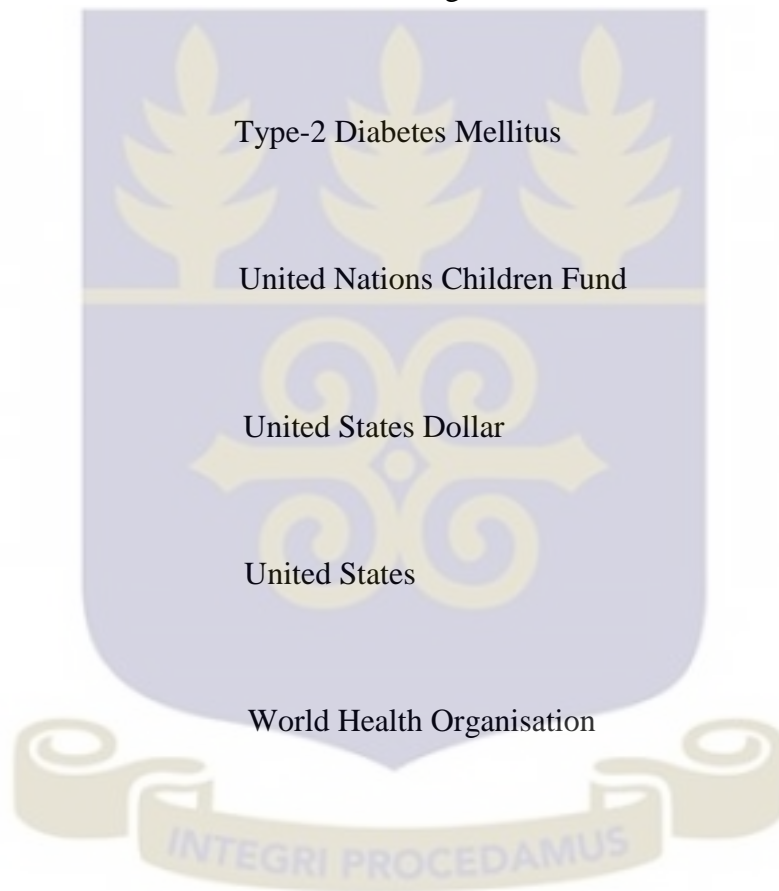 Type-2 Diabetes Mellitus
United Nations Children Fund
United States Dollar
United States
World Health Organisation
INTEGRI PROCEDAMUS